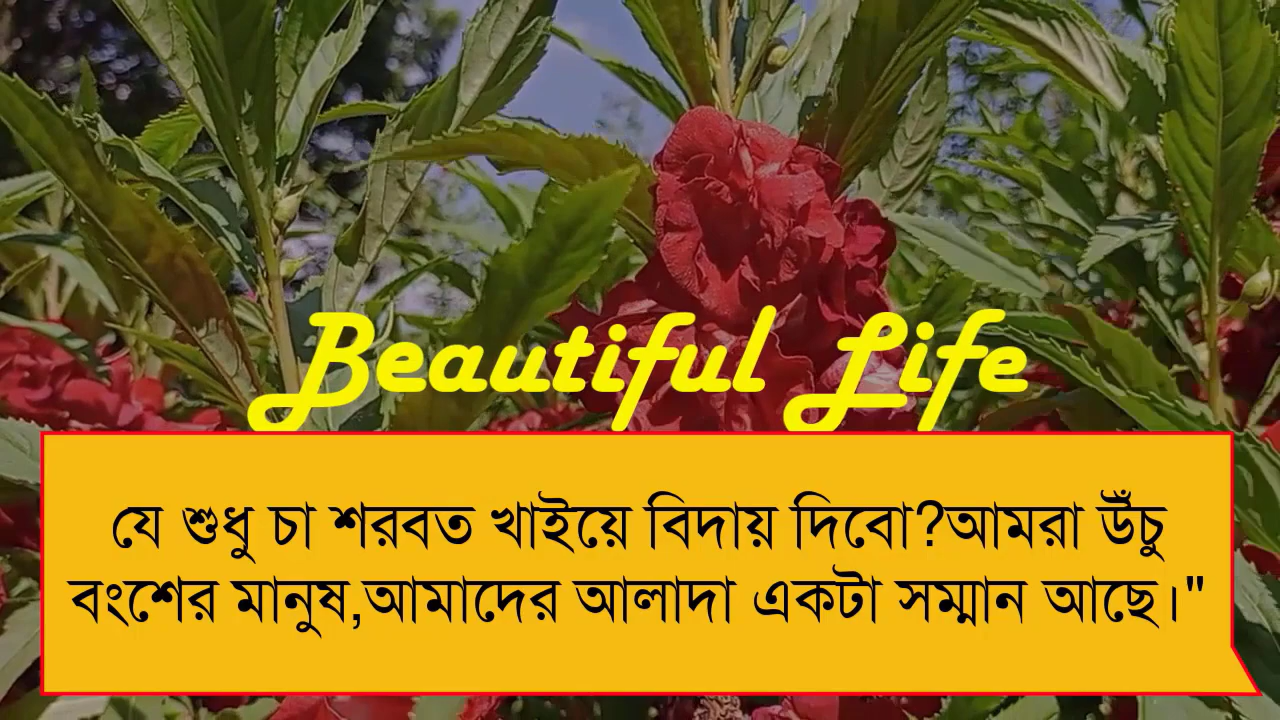 Beautiful Life
যে শুধু চা শরবত খাইয়ে বিদায় দিবো?আমরা উঁচু
বংশের মানুষ,আমাদের আলাদা একটা সম্মান আছে।"